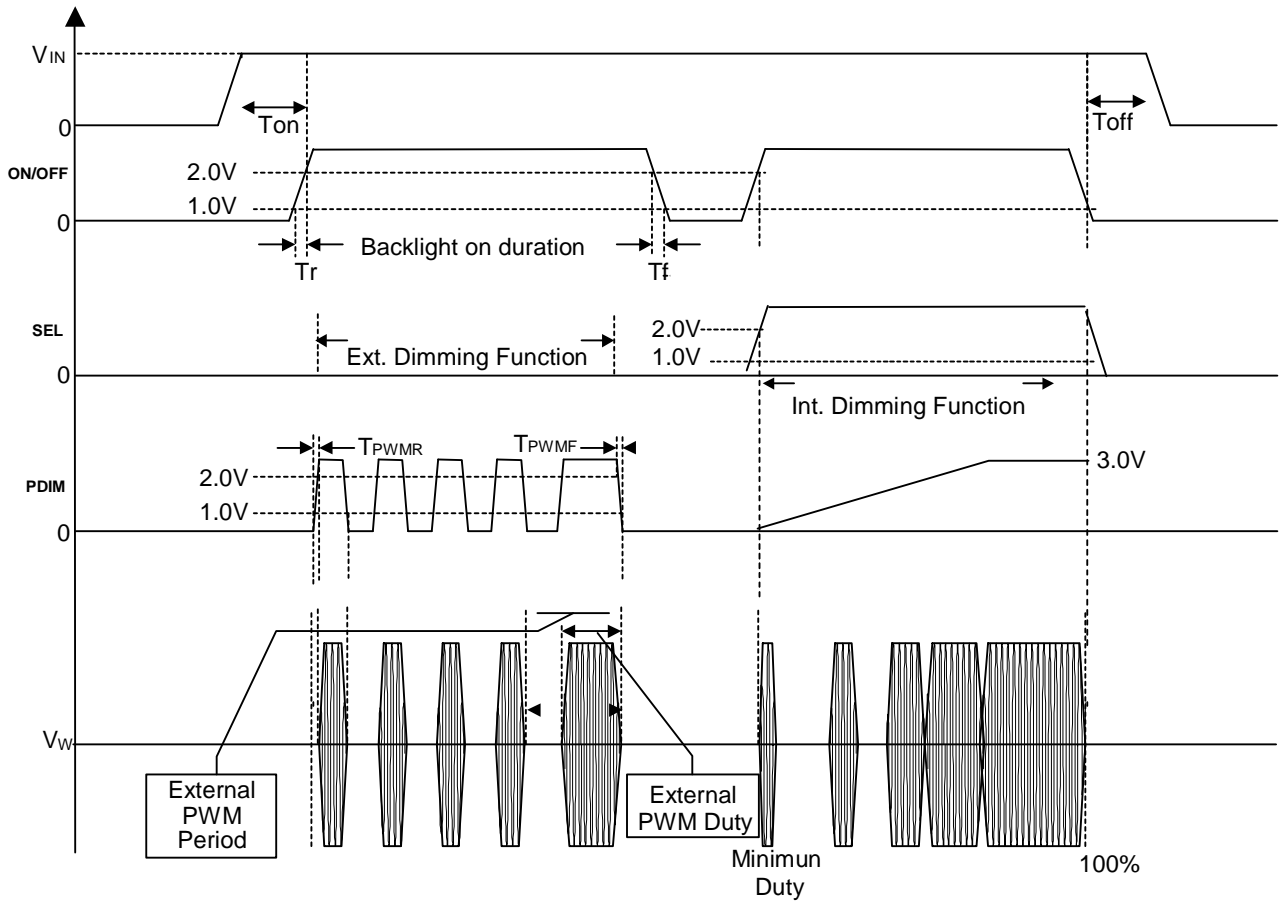 VIN
0
Ton
Toff
ON/OFF
2.0V
1.0V
0
Backlight on duration
Tr
Tf
SEL
2.0V
1.0V
Ext. Dimming Function
0
Int. Dimming Function
TPWMR
TPWMF
PDIM
2.0V
1.0V
3.0V
0
VW
External
PWM
Period
External
PWM Duty
Minimun
Duty
100%